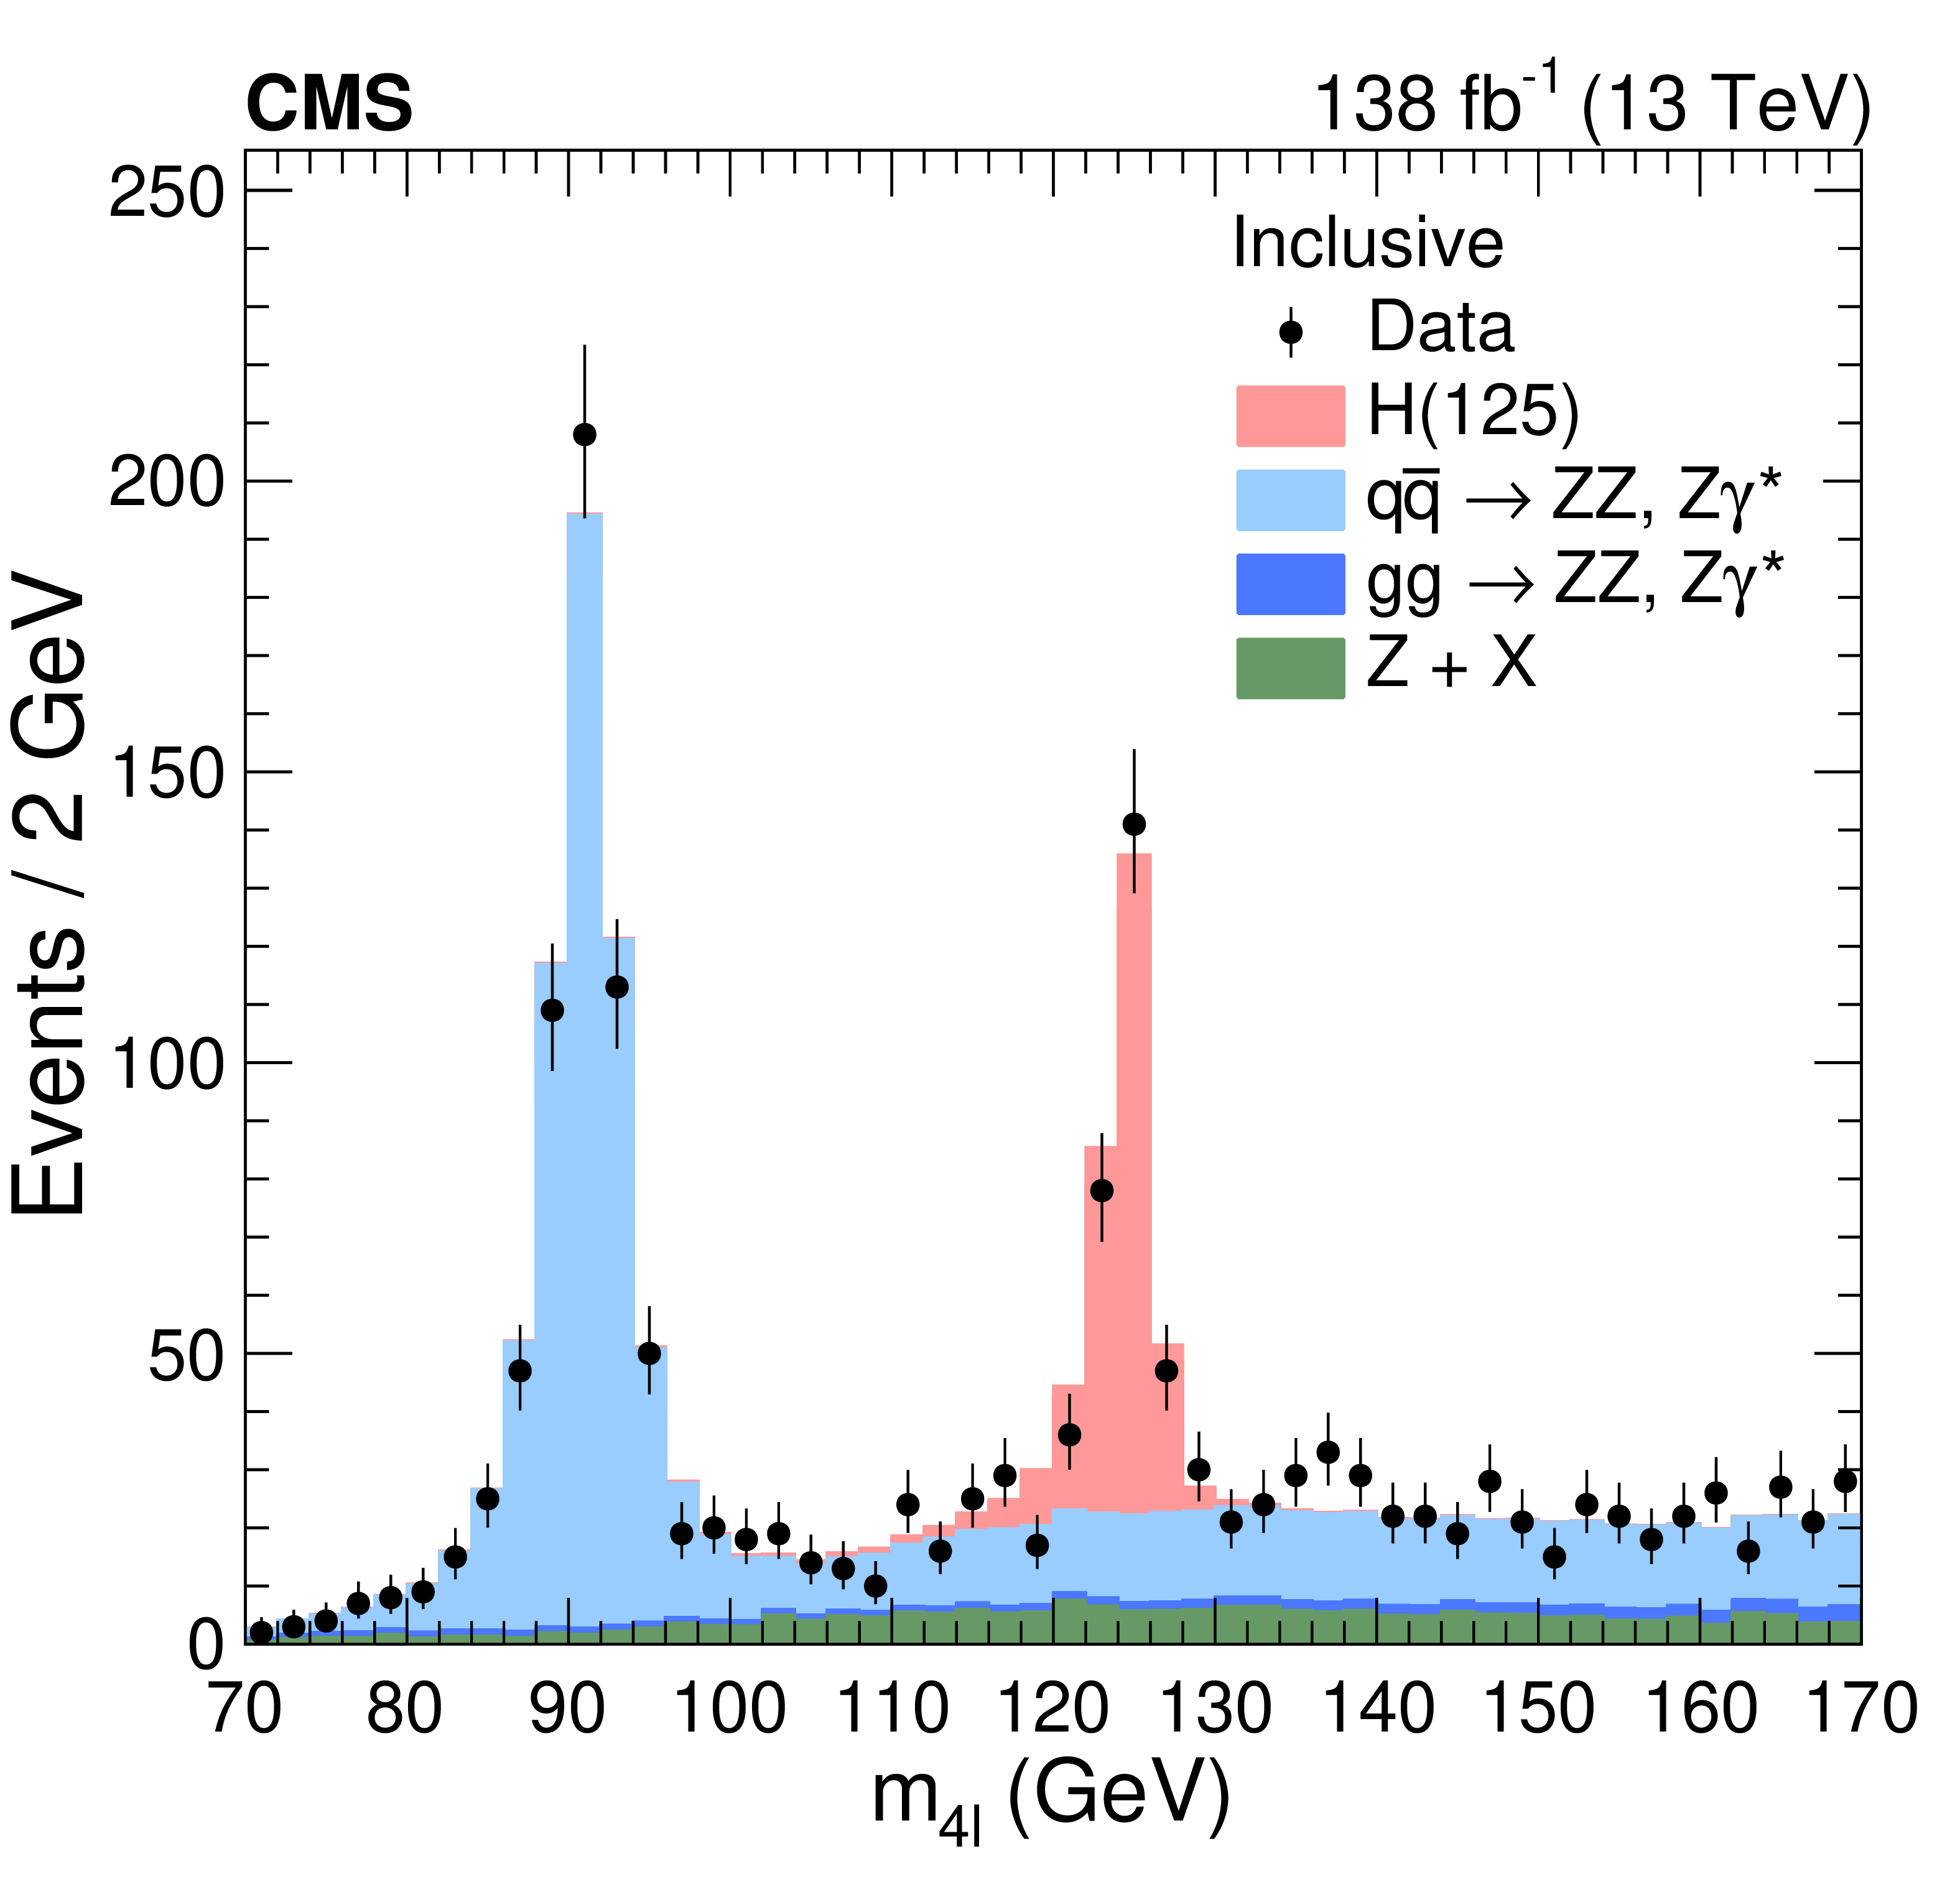 CMS 138 fb⁻¹ (13 TeV)
Inclusive
Data
H(125)
qq̅ → ZZ, Zγ*
gg → ZZ, Zγ*
Z + X
Events / 2 GeV
250
200
150
100
50
0
70 80 90 100 110 120 130 140 150 160 170
m₄ₗ (GeV)